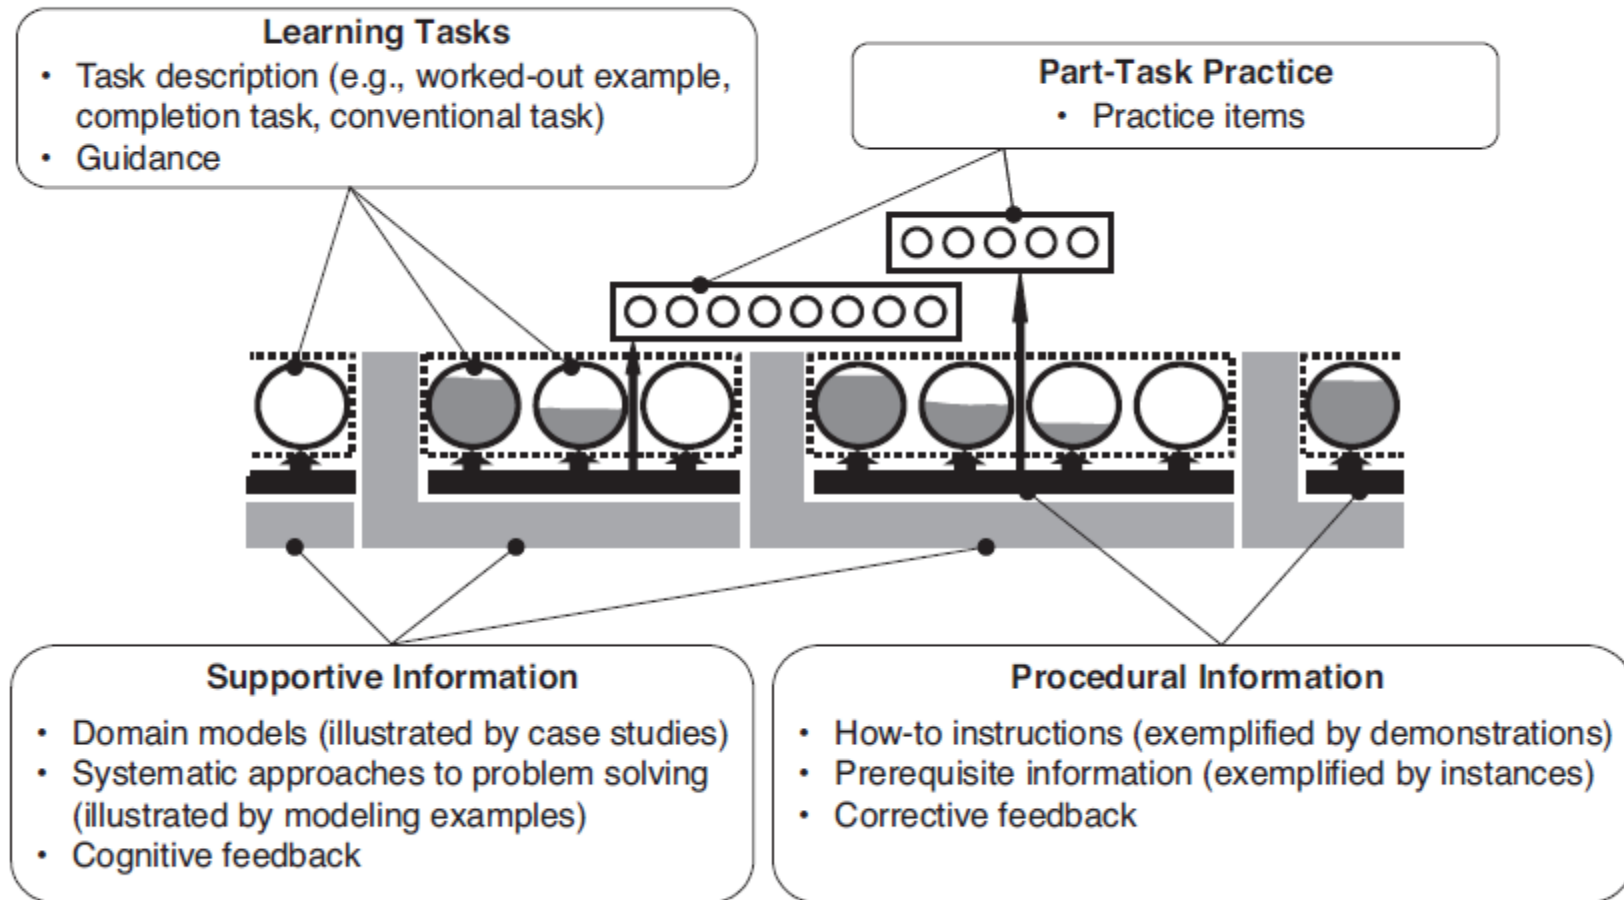 Learning Tasks
• Task description (e.g., worked-out example,
completion task, conventional task)
• Guidance
Part-Task Practice
• Practice items
Supportive Information
• Domain models (illustrated by case studies)
• Systematic approaches to problem solving
(illustrated by modeling examples)
• Cognitive feedback
Procedural Information
• How-to instructions (exemplified by demonstrations)
• Prerequisite information (exemplified by instances)
• Corrective feedback